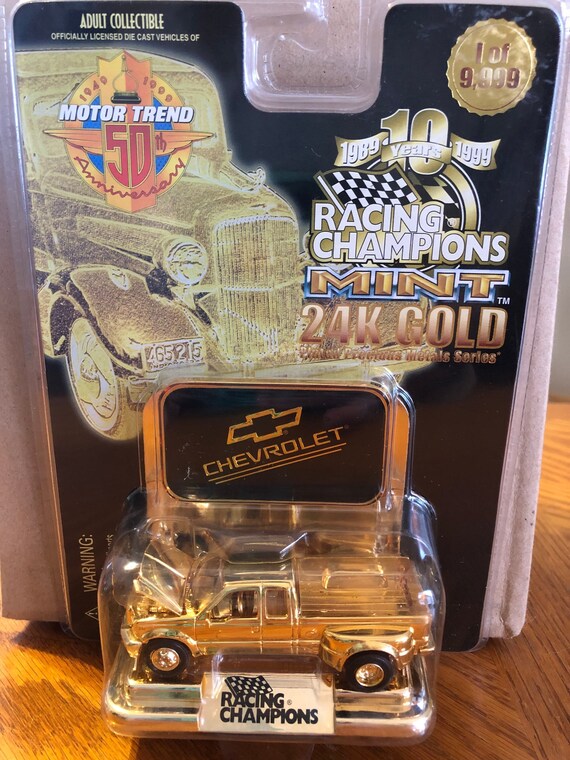 ADULT COLLECTIBLE
OFFICIALLY LICENSED DIE CAST VEHICLES OF
1949 1999
MOTOR TREND
50th
Anniversary
1 of
9,999
10
1989 Years 1999
RACING
CHAMPIONS
MINT™
24K GOLD
465215
CHEVROLET®
WARNING:
RACING
CHAMPIONS®